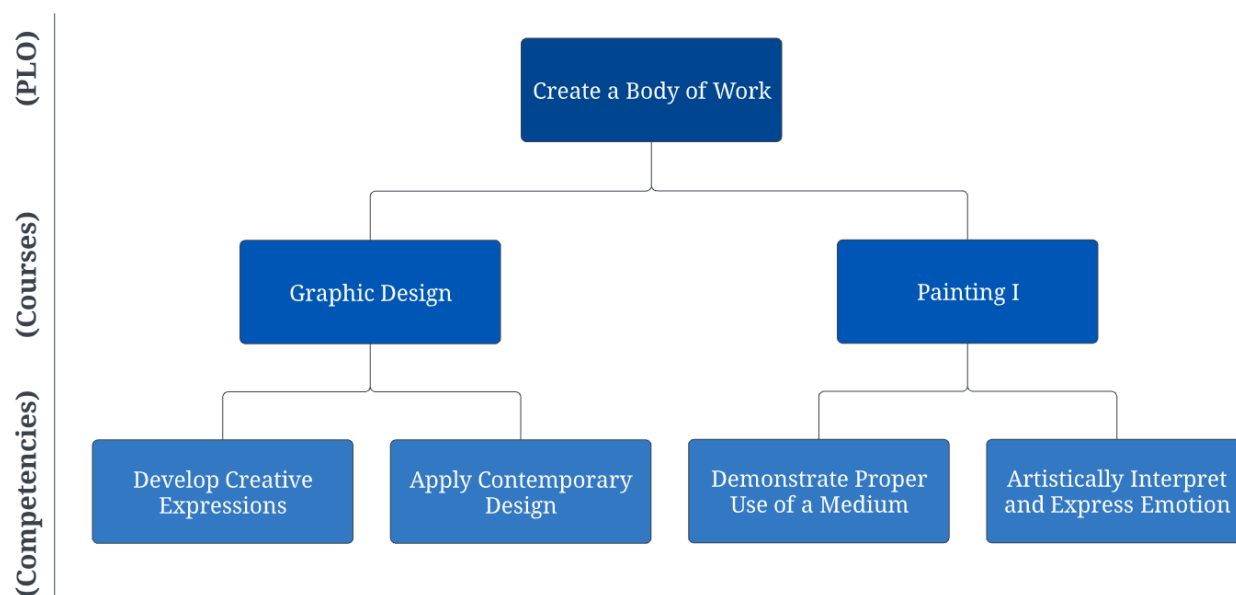 (PLO)
Create a Body of Work
(Courses)
Graphic Design
Painting I
(Competencies)
Develop Creative
Expressions
Apply Contemporary
Design
Demonstrate Proper
Use of a Medium
Artistically Interpret
and Express Emotion